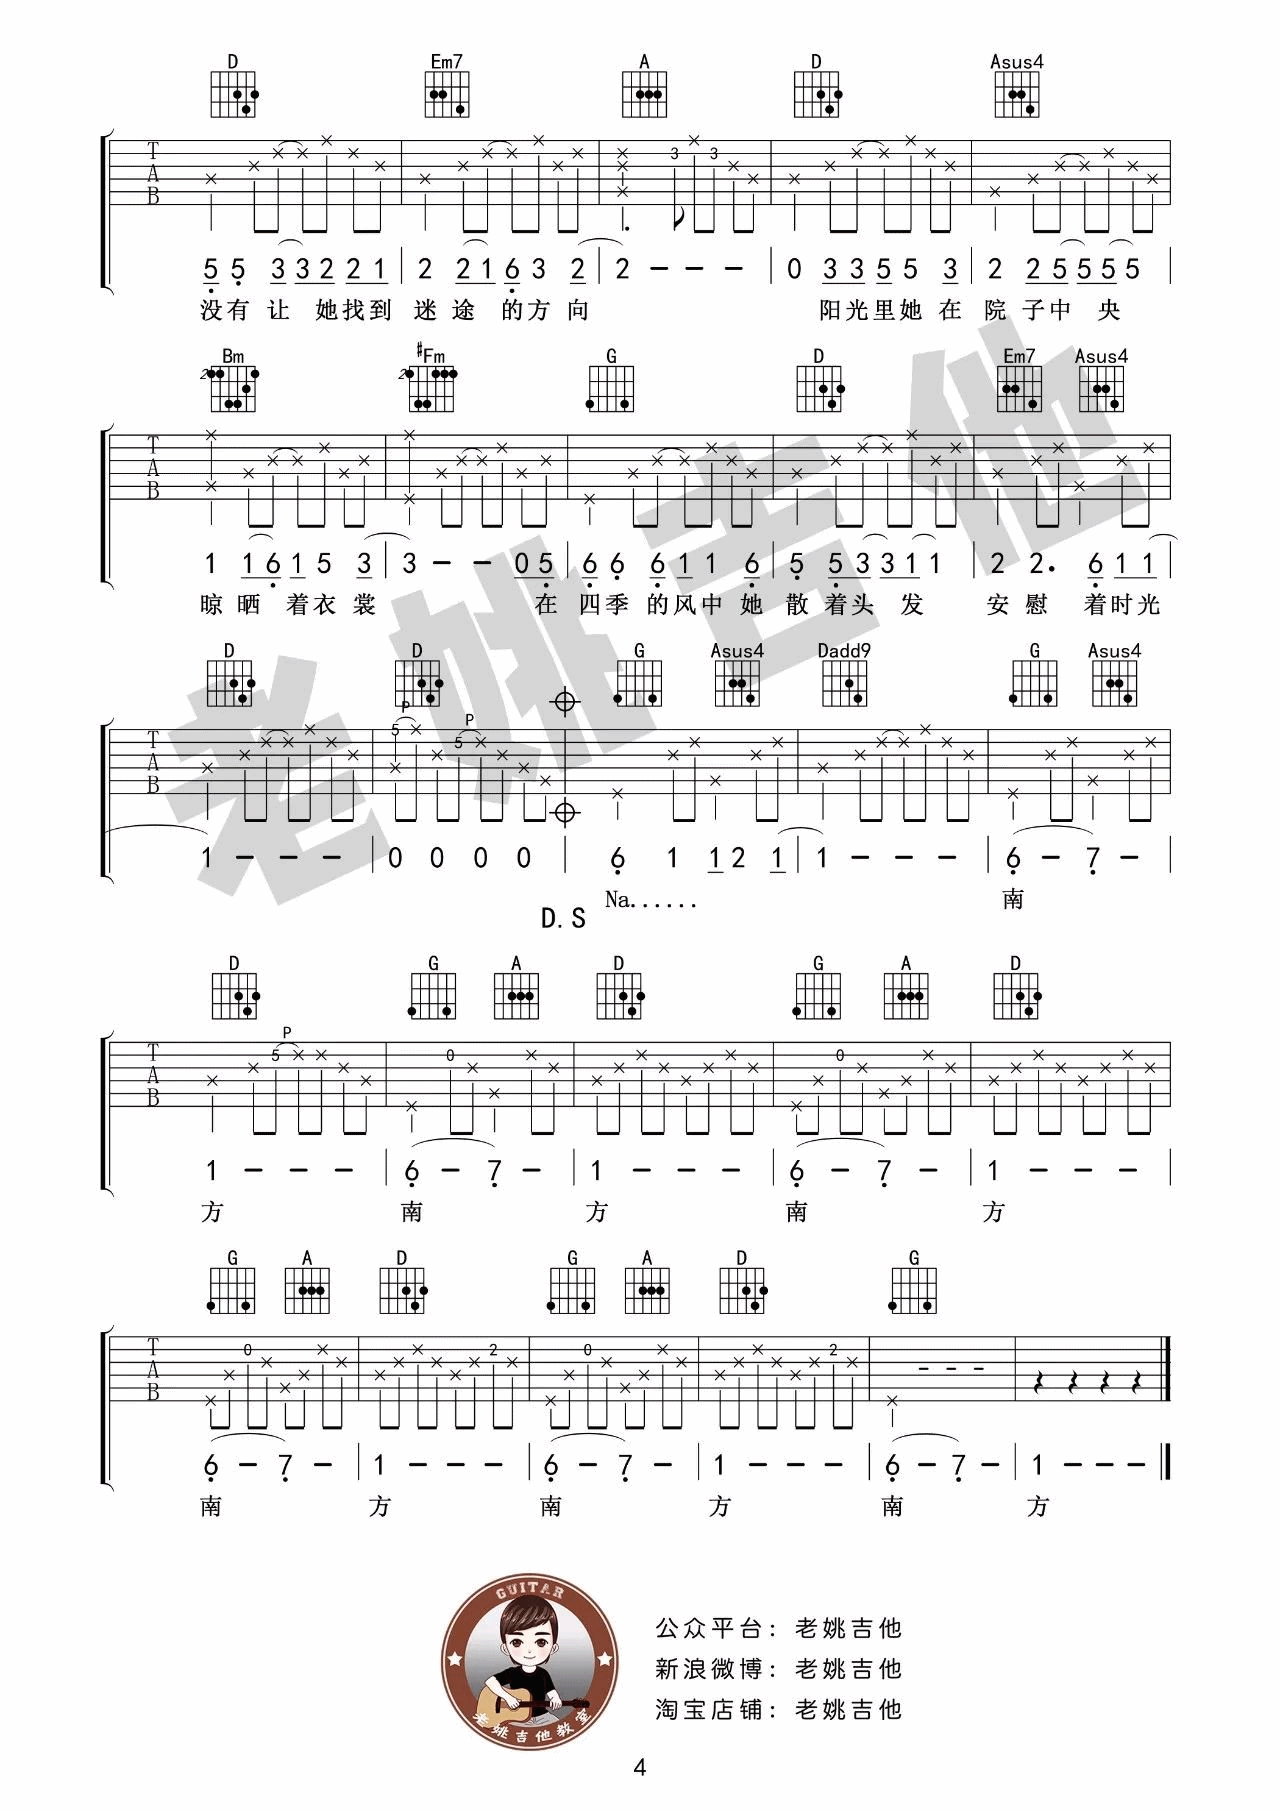 D Em7 A D Asus4
T A B 3 3
5 5 3 3 2 2 1 2 2 1 6 3 2 2 - - - 0 3 3 5 5 3 2 2 5 5 5 5
没有 让 她找到 迷 途 的方 向 阳光里她 在 院 子中 央
Bm #Fm G D Em7 Asus4
2 2
T A B
1 1 6 1 5 3 3 - - 0 5 6 6 6 1 1 6 5 5 3 3 1 1 2 2. 6 1 1
晾 晒 着衣 裳 在 四季 的风中 她 散 着头 发 安 慰 着时光
D D G Asus4 Dadd9 G Asus4
P P
T A B 5 5
1 - - - 0 0 0 0 6 1 1 2 1 1 - - - 6 - 7 -
Na...... 南
D.S
D G A D G A D
P
T A B 5 0 0
1 - - - 6 - 7 - 1 - - - 6 - 7 - 1 - - -
方 南 方 南 方
G A D G A D G
T A B 0 2 0 2 - - -
6 - 7 - 1 - - - 6 - 7 - 1 - - - 6 - 7 - 1 - - -
南 方 南 方 南 方
老姚吉他
GUITAR
老姚吉他教室
公众平台：老姚吉他
新浪微博：老姚吉他
淘宝店铺：老姚吉他
4